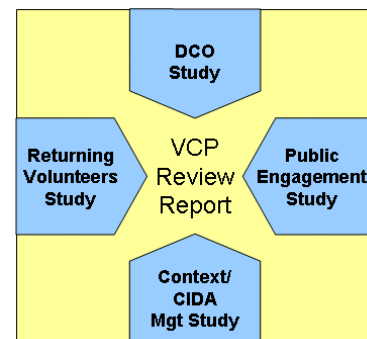 DCO
Study
Returning
Volunteers
Study
VCP
Review
Report
Public
Engagement
Study
Context/
CIDA
Mgt Study